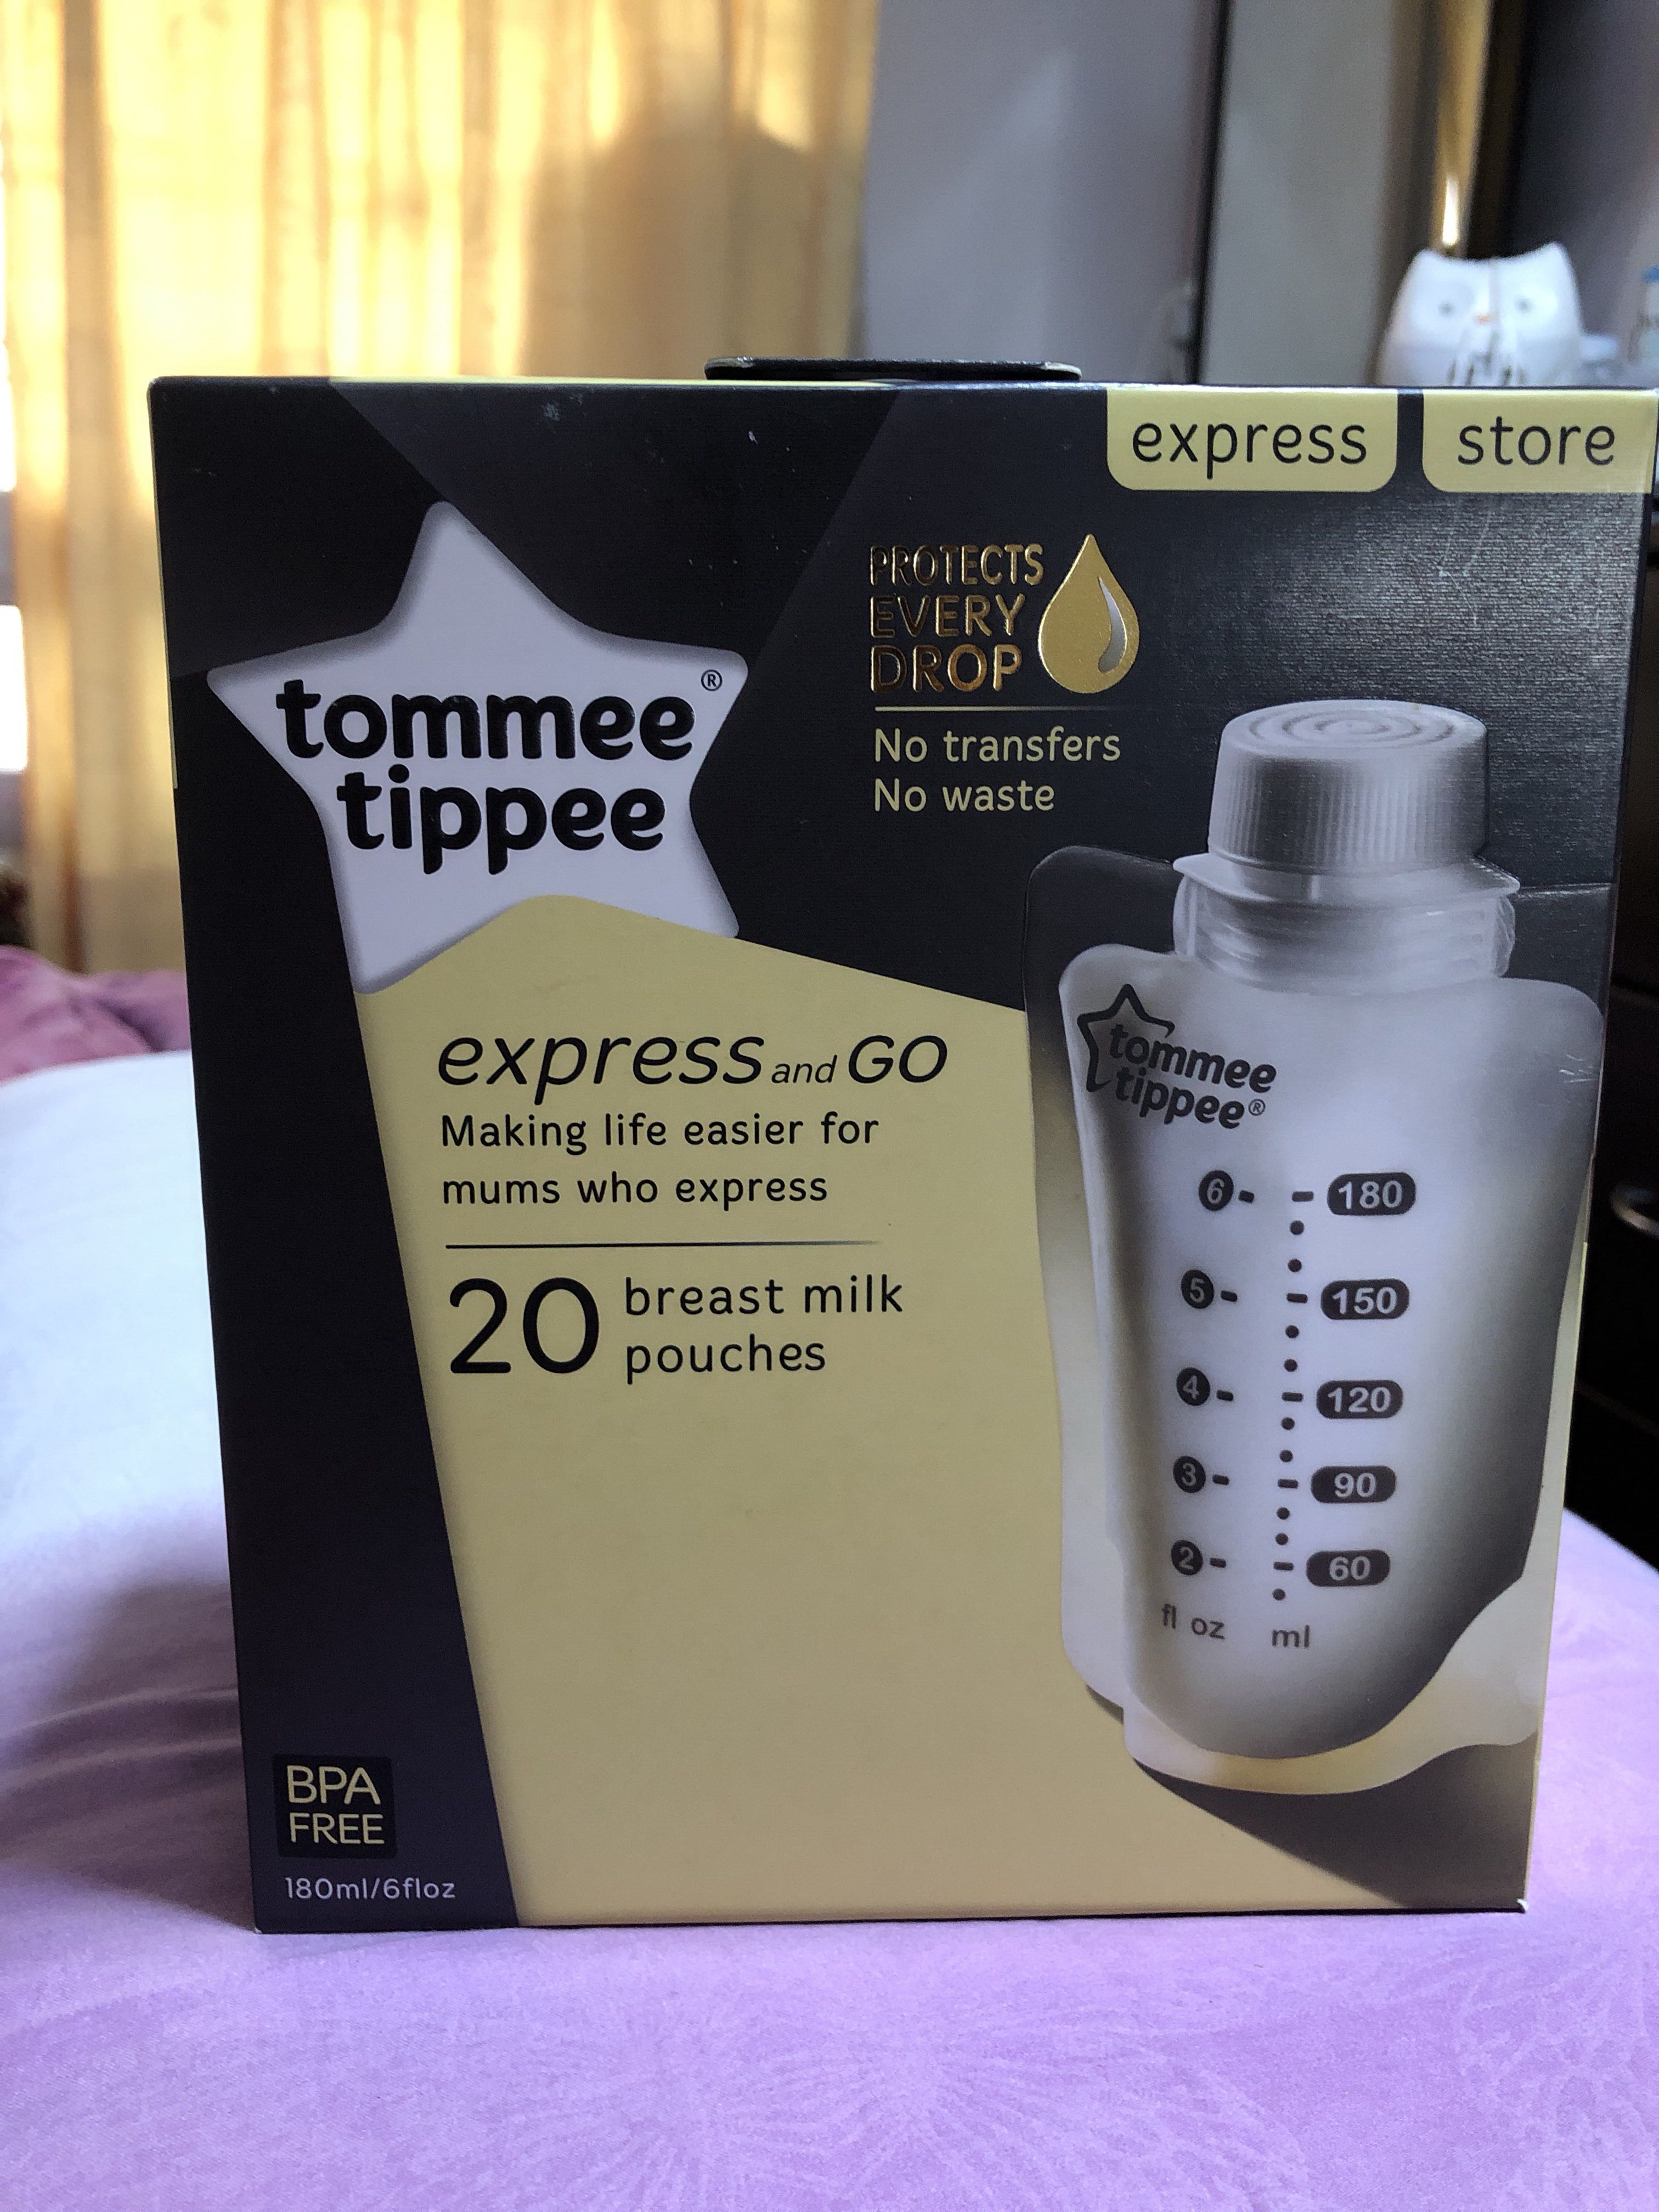 express store
PROTECTS
EVERY
DROP
No transfers
No waste
tommee®
tippee
express and GO
Making life easier for
mums who express
20 breast milk
pouches
tommee
tippee®
6 180
5 150
4 120
3 90
2 60
fl oz ml
BPA
FREE
180ml/6floz